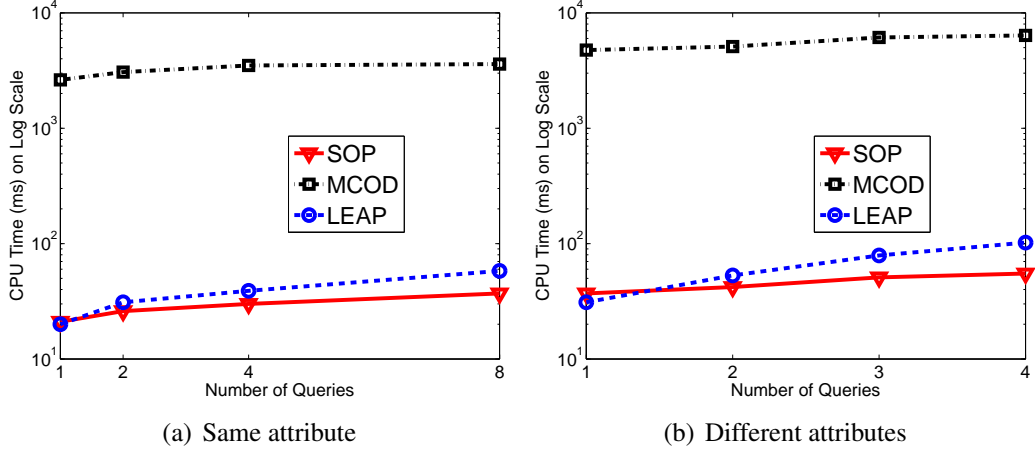 10^4
10^3
10^2
10^1
CPU Time (ms) on Log Scale
SOP
MCOD
LEAP
1 2 4 8
Number of Queries
(a) Same attribute
10^4
10^3
10^2
10^1
CPU Time (ms) on Log Scale
SOP
MCOD
LEAP
1 2 3 4
Number of Queries
(b) Different attributes